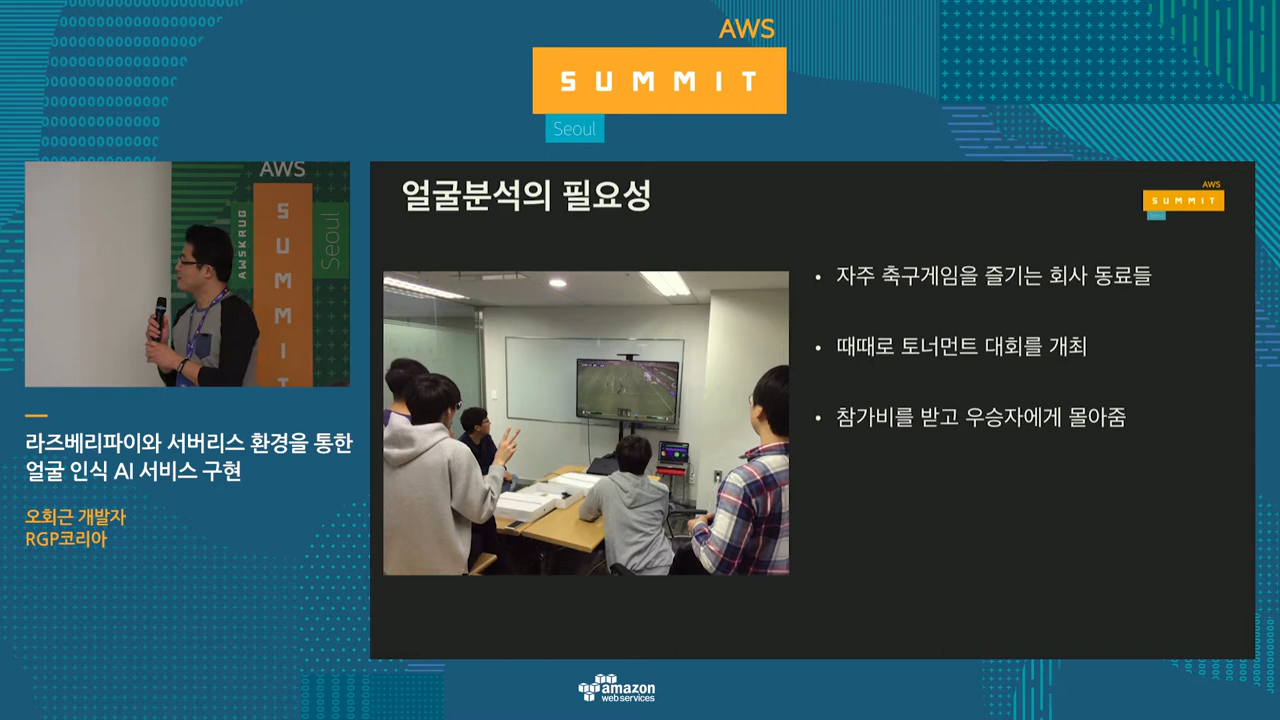 AWS
SUMMIT
Seoul
AWS
SUMMIT
Seoul
AWSKRUG
라즈베리파이와 서버리스 환경을 통한
얼굴 인식 AI 서비스 구현
오회근 개발자
RGP코리아
얼굴분석의 필요성
AWS
SUMMIT
• 자주 축구게임을 즐기는 회사 동료들
• 때때로 토너먼트 대회를 개최
• 참가비를 받고 우승자에게 몰아줌
amazon
web services